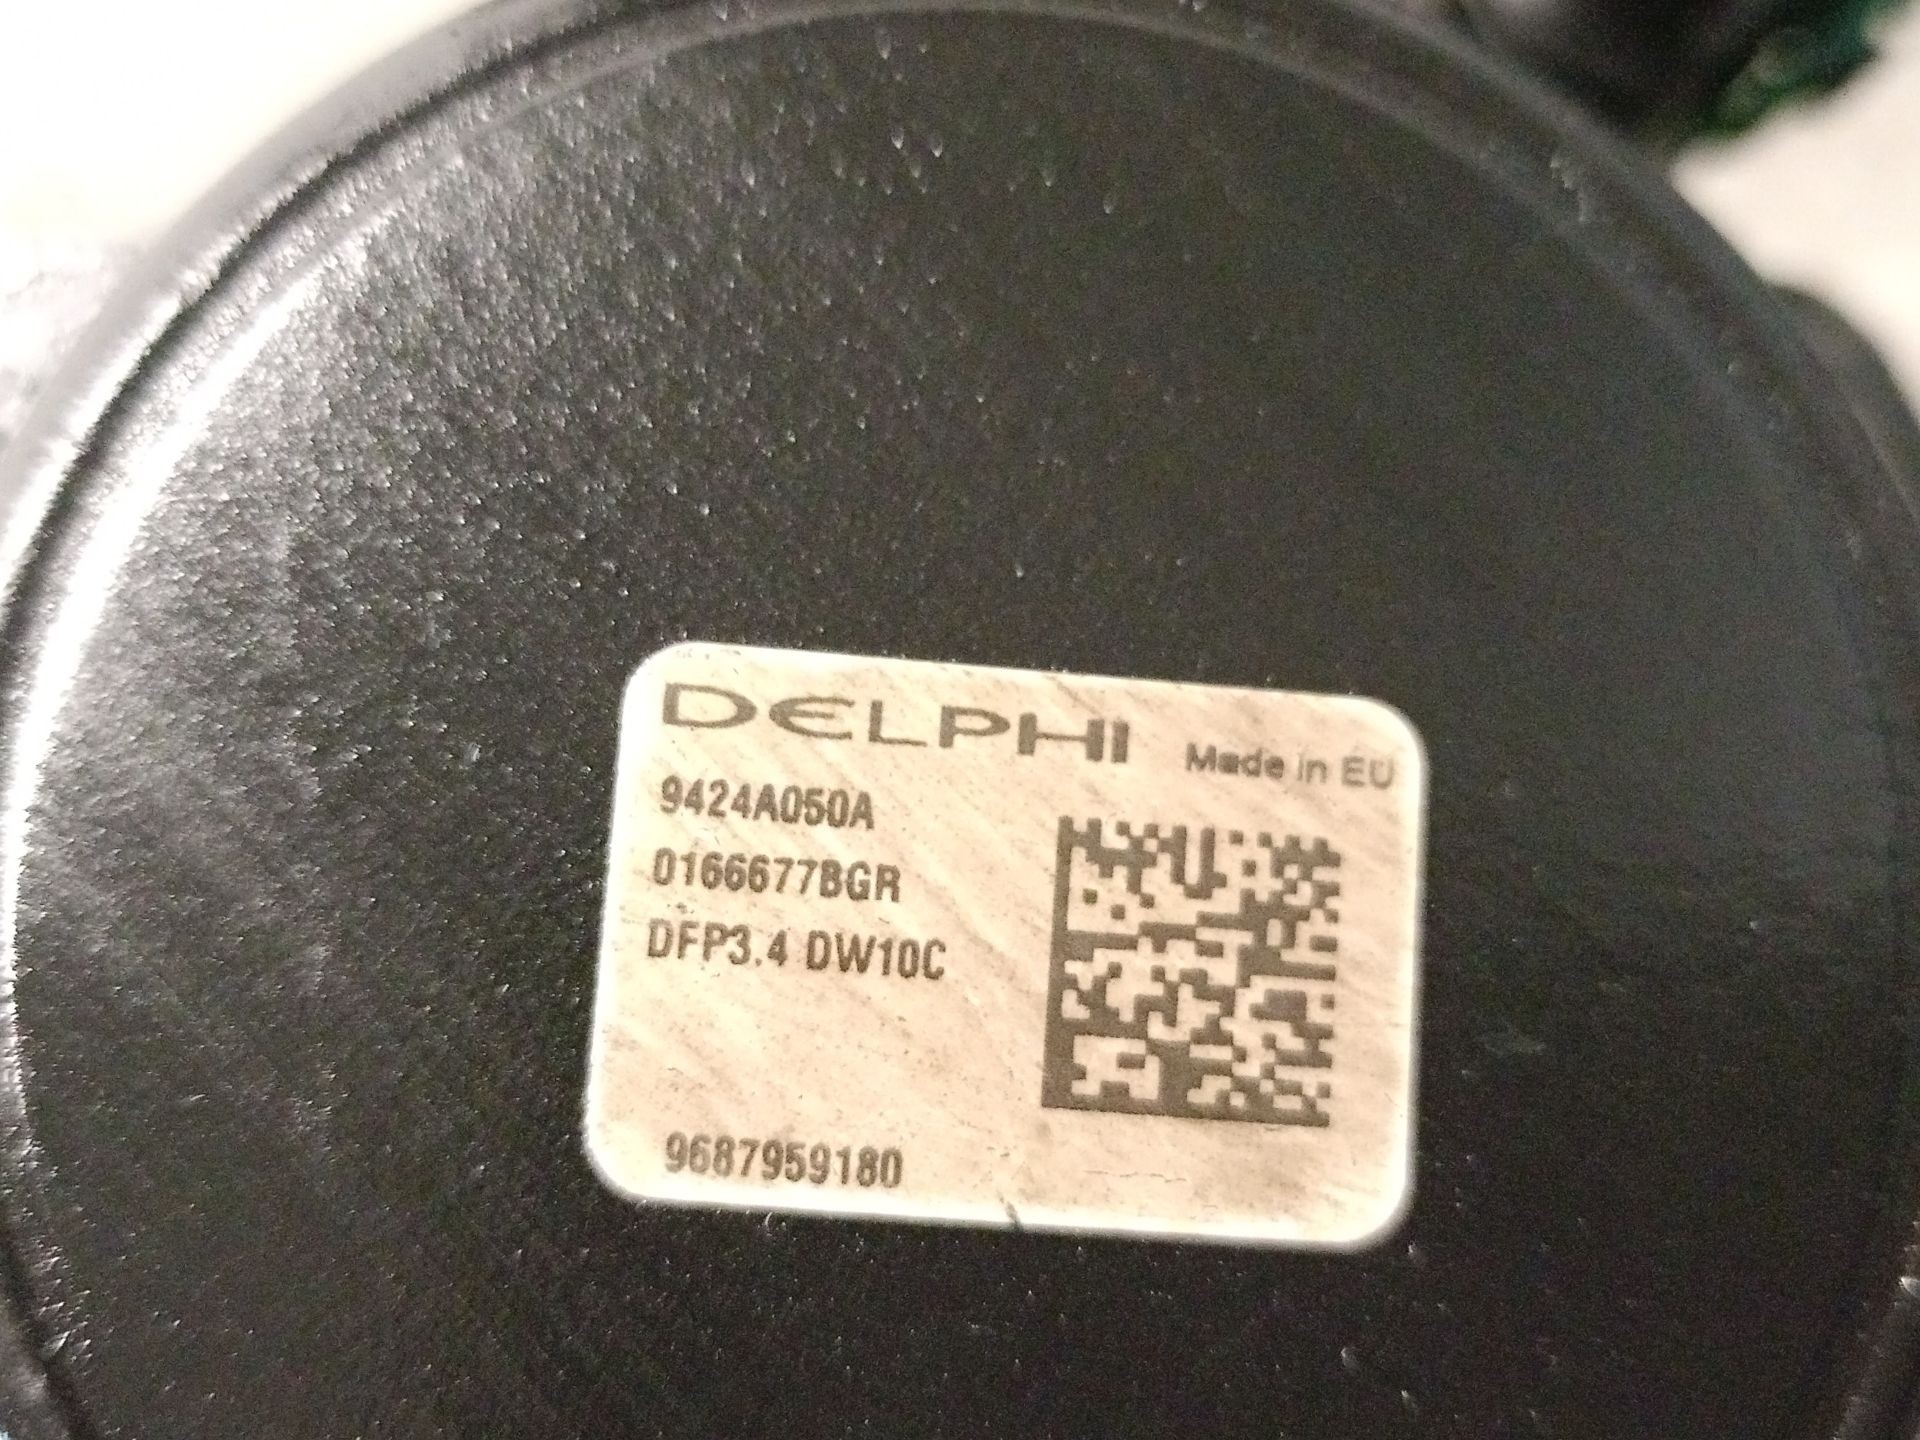 DELPHI
Made in EU
9424A050A
0166677BGR
DFP3.4 DW10C
9687959180